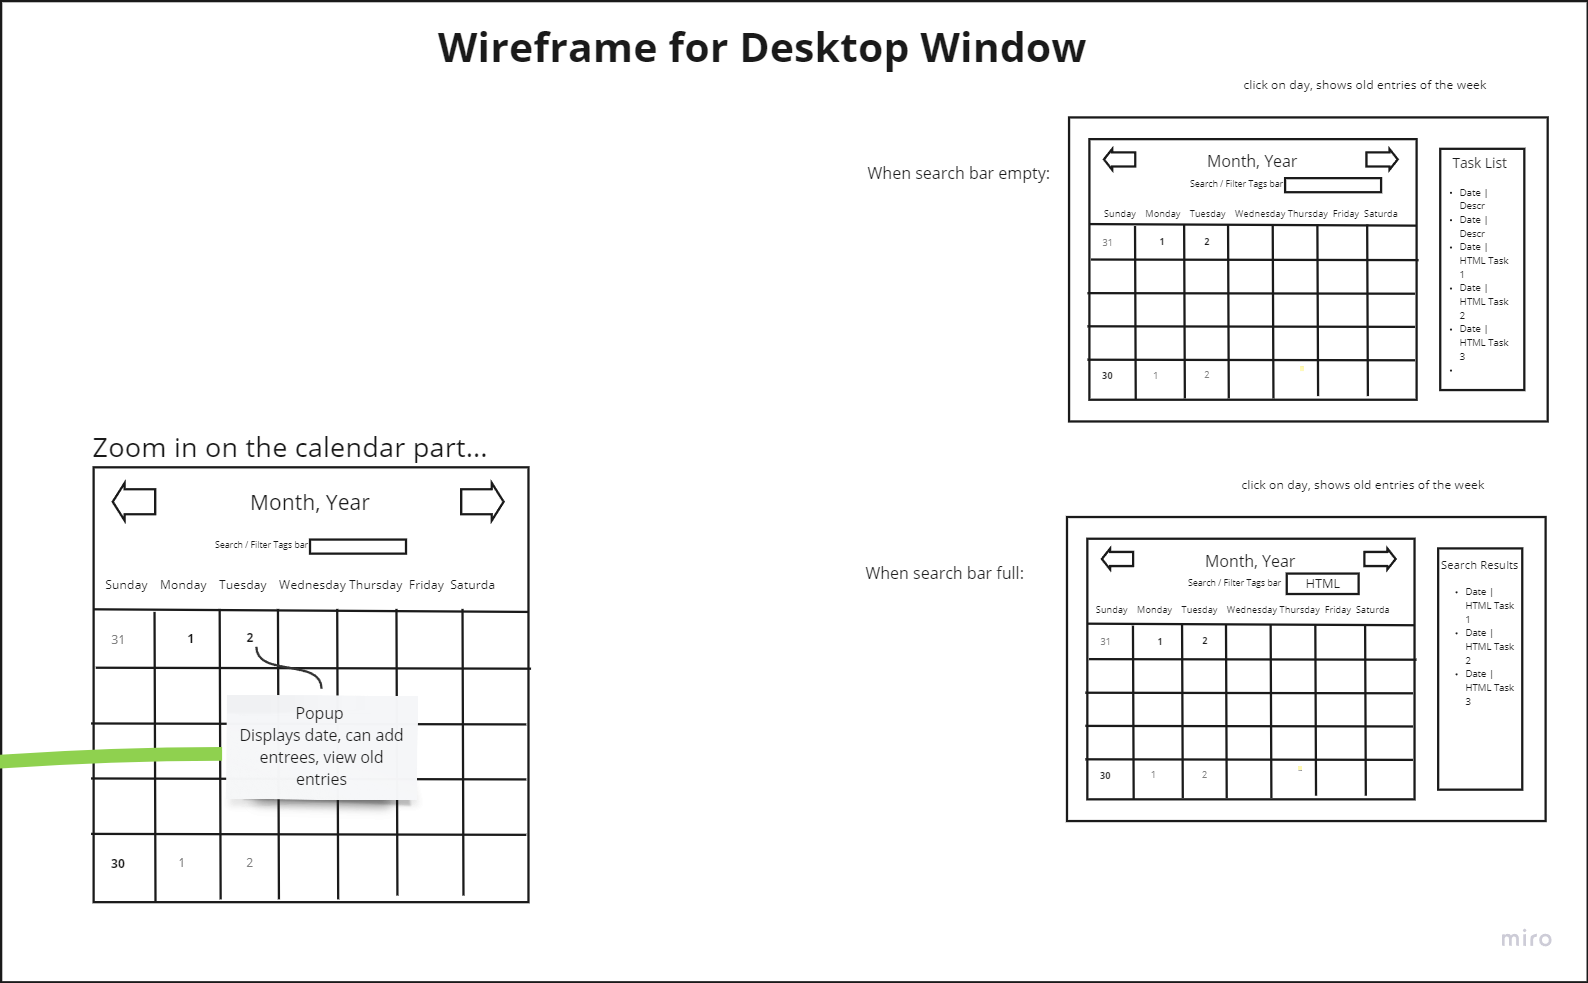 Wireframe for Desktop Window
click on day, shows old entries of the week
When search bar empty:
Month, Year
Search / Filter Tags bar
Sunday Monday Tuesday Wednesday Thursday Friday Saturda
31 1 2
30 1 2
Task List
• Date |
Descr
• Date |
Descr
• Date |
HTML Task
1
• Date |
HTML Task
2
• Date |
HTML Task
3
•
Zoom in on the calendar part...
Month, Year
Search / Filter Tags bar
Sunday Monday Tuesday Wednesday Thursday Friday Saturda
31 1 2
Popup
Displays date, can add
entrees, view old
entries
30 1 2
click on day, shows old entries of the week
When search bar full:
Month, Year
Search / Filter Tags bar HTML
Sunday Monday Tuesday Wednesday Thursday Friday Saturda
31 1 2
30 1 2
Search Results
• Date |
HTML Task
1
• Date |
HTML Task
2
• Date |
HTML Task
3
miro